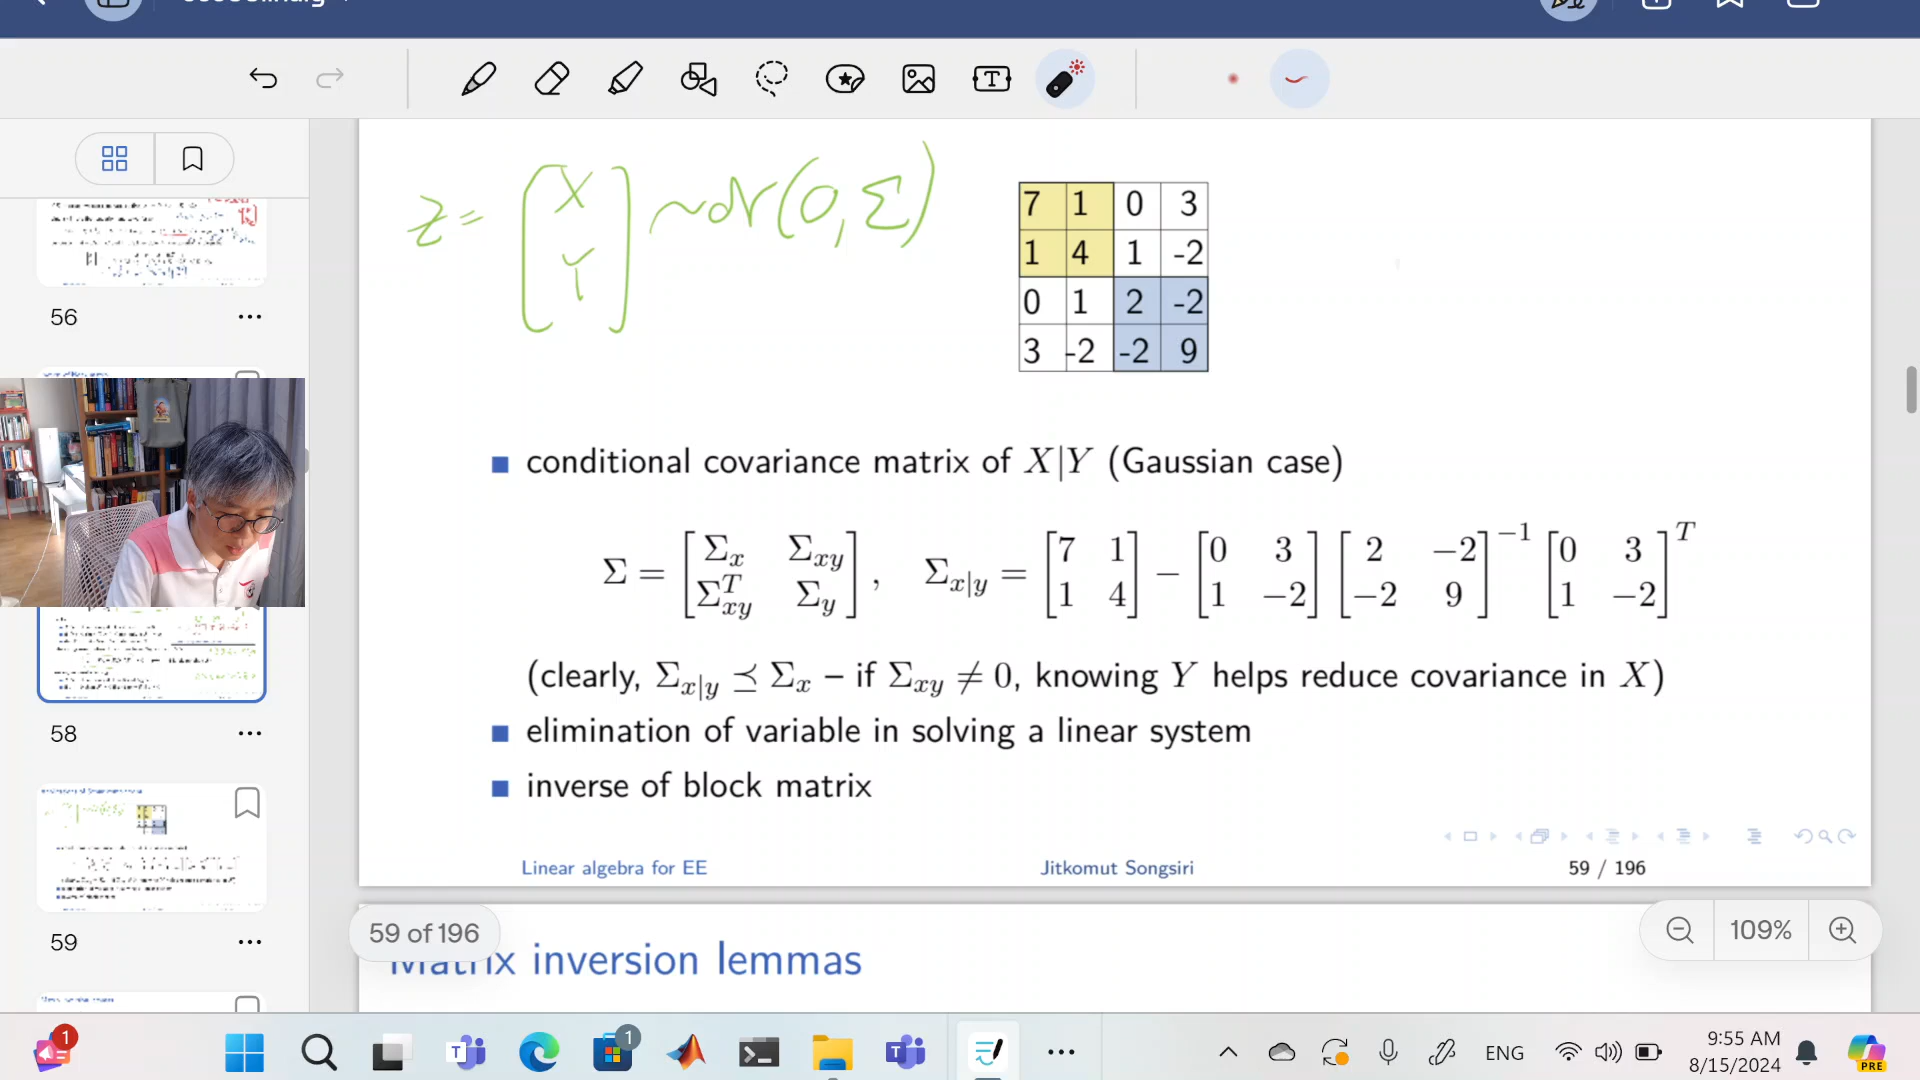 z = [X Y] ~ N(0, Σ)
7 1 0 3
1 4 1 -2
0 1 2 -2
3 -2 -2 9
56
■ conditional covariance matrix of X|Y (Gaussian case)
Σ = [Σx Σxy; Σxy^T Σy], Σx|y = [7 1; 1 4] − [0 3; 1 −2] [2 −2; −2 9]^−1 [0 3; 1 −2]^T
(clearly, Σx|y ⪯ Σx – if Σxy ≠ 0, knowing Y helps reduce covariance in X)
■ elimination of variable in solving a linear system
58
■ inverse of block matrix
Linear algebra for EE Jitkomut Songsiri 59 / 196
59
59 of 196
109%
Matrix inversion lemmas
1
1
ENG
9:55 AM
8/15/2024
PRE